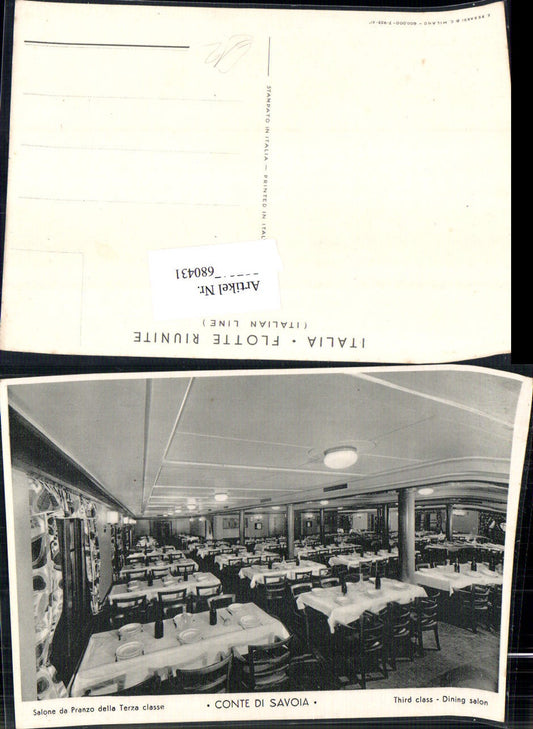 ITALIA • FLOTTE RIUNITE
(ITALIAN LINE)
Artikel Nr.
680431
STAMPATO IN ITALIA — PRINTED IN ITAL
Salone da Pranzo della Terza classe
• CONTE DI SAVOIA •
Third class - Dining salon